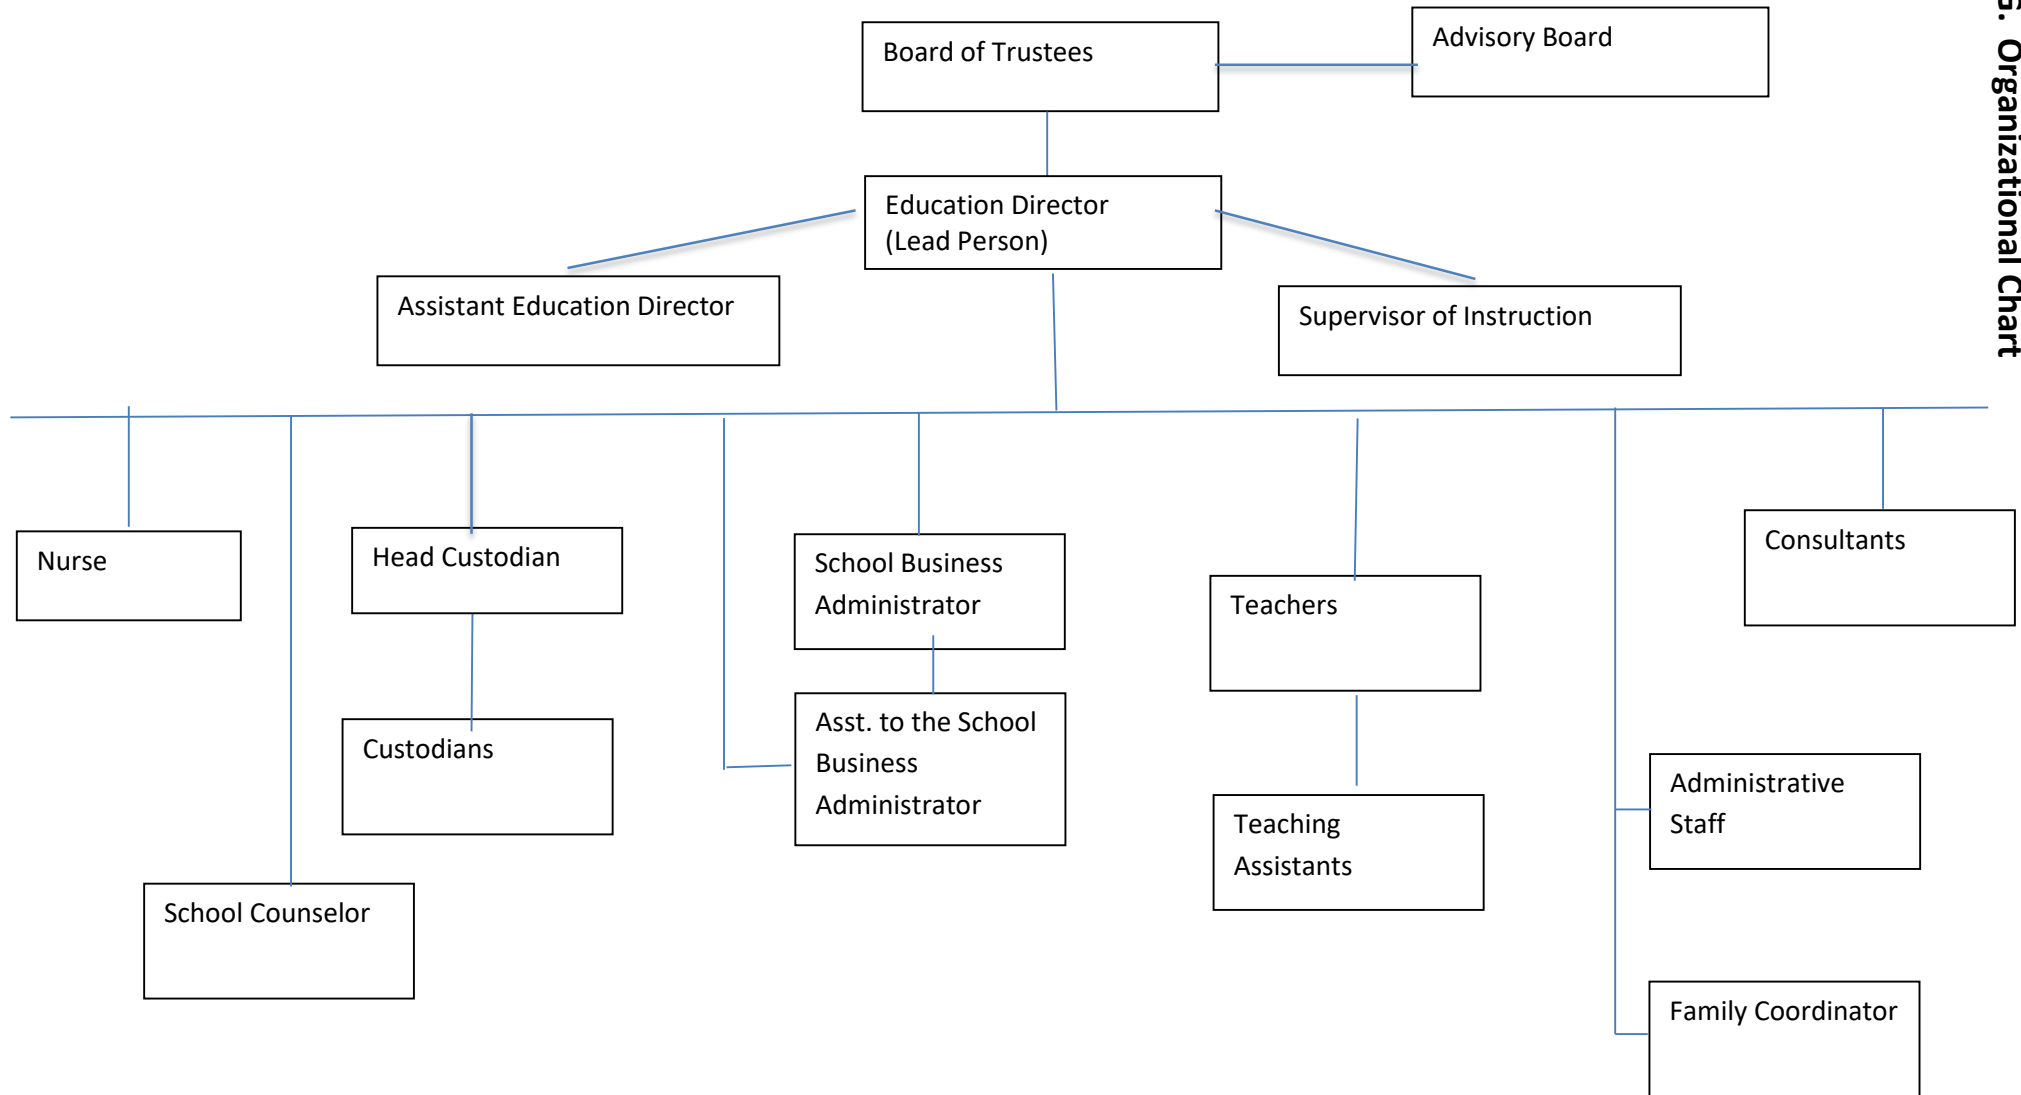 G. Organizational Chart
Board of Trustees
Advisory Board
Education Director
(Lead Person)
Assistant Education Director
Supervisor of Instruction
Nurse
Head Custodian
School Business
Administrator
Teachers
Consultants
Custodians
Asst. to the School
Business
Administrator
Teaching
Assistants
Administrative
Staff
School Counselor
Family Coordinator